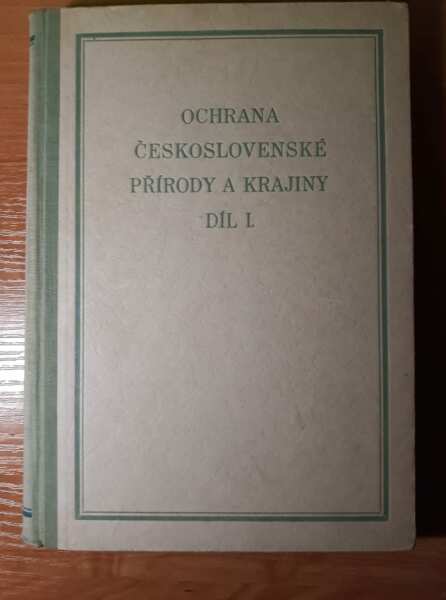 OCHRANA
ČESKOSLOVENSKÉ
PŘÍRODY A KRAJINY
DÍL I.